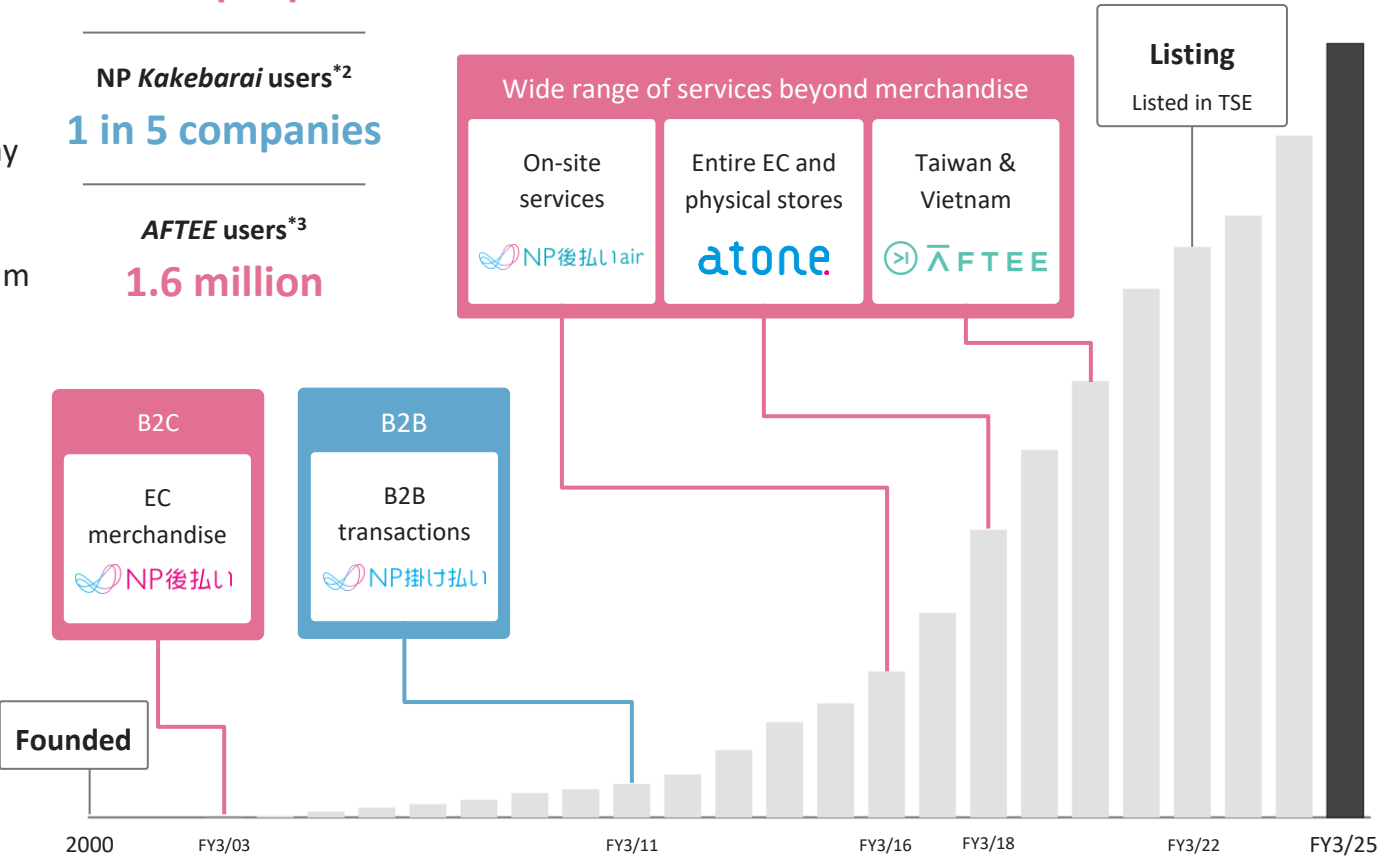 NP Kakebarai users*2
1 in 5 companies
AFTEE users*3
1.6 million
Wide range of services beyond merchandise
On-site
services
NP後払いair
Entire EC and
physical stores
atone
Taiwan &
Vietnam
AFTEE
Listing
Listed in TSE
B2C
EC
merchandise
NP後払い
B2B
B2B
transactions
NP掛け払い
Founded
2000
FY3/03
FY3/11
FY3/16
FY3/18
FY3/22
FY3/25